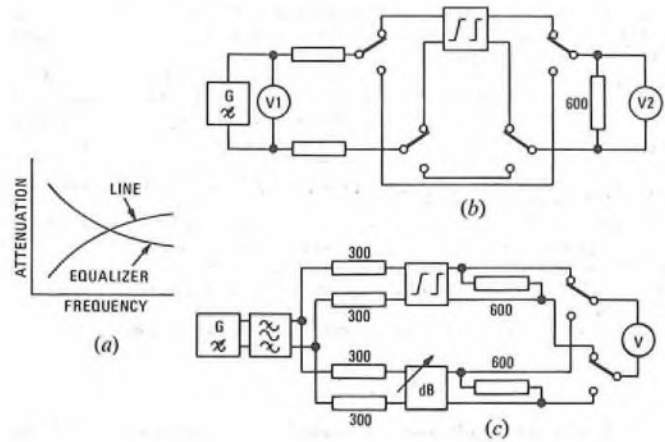 G
V1
600
V2
(b)
ATTENUATION
LINE
EQUALIZER
FREQUENCY
(a)
300
300
600
G
V
300
600
dB
300
(c)